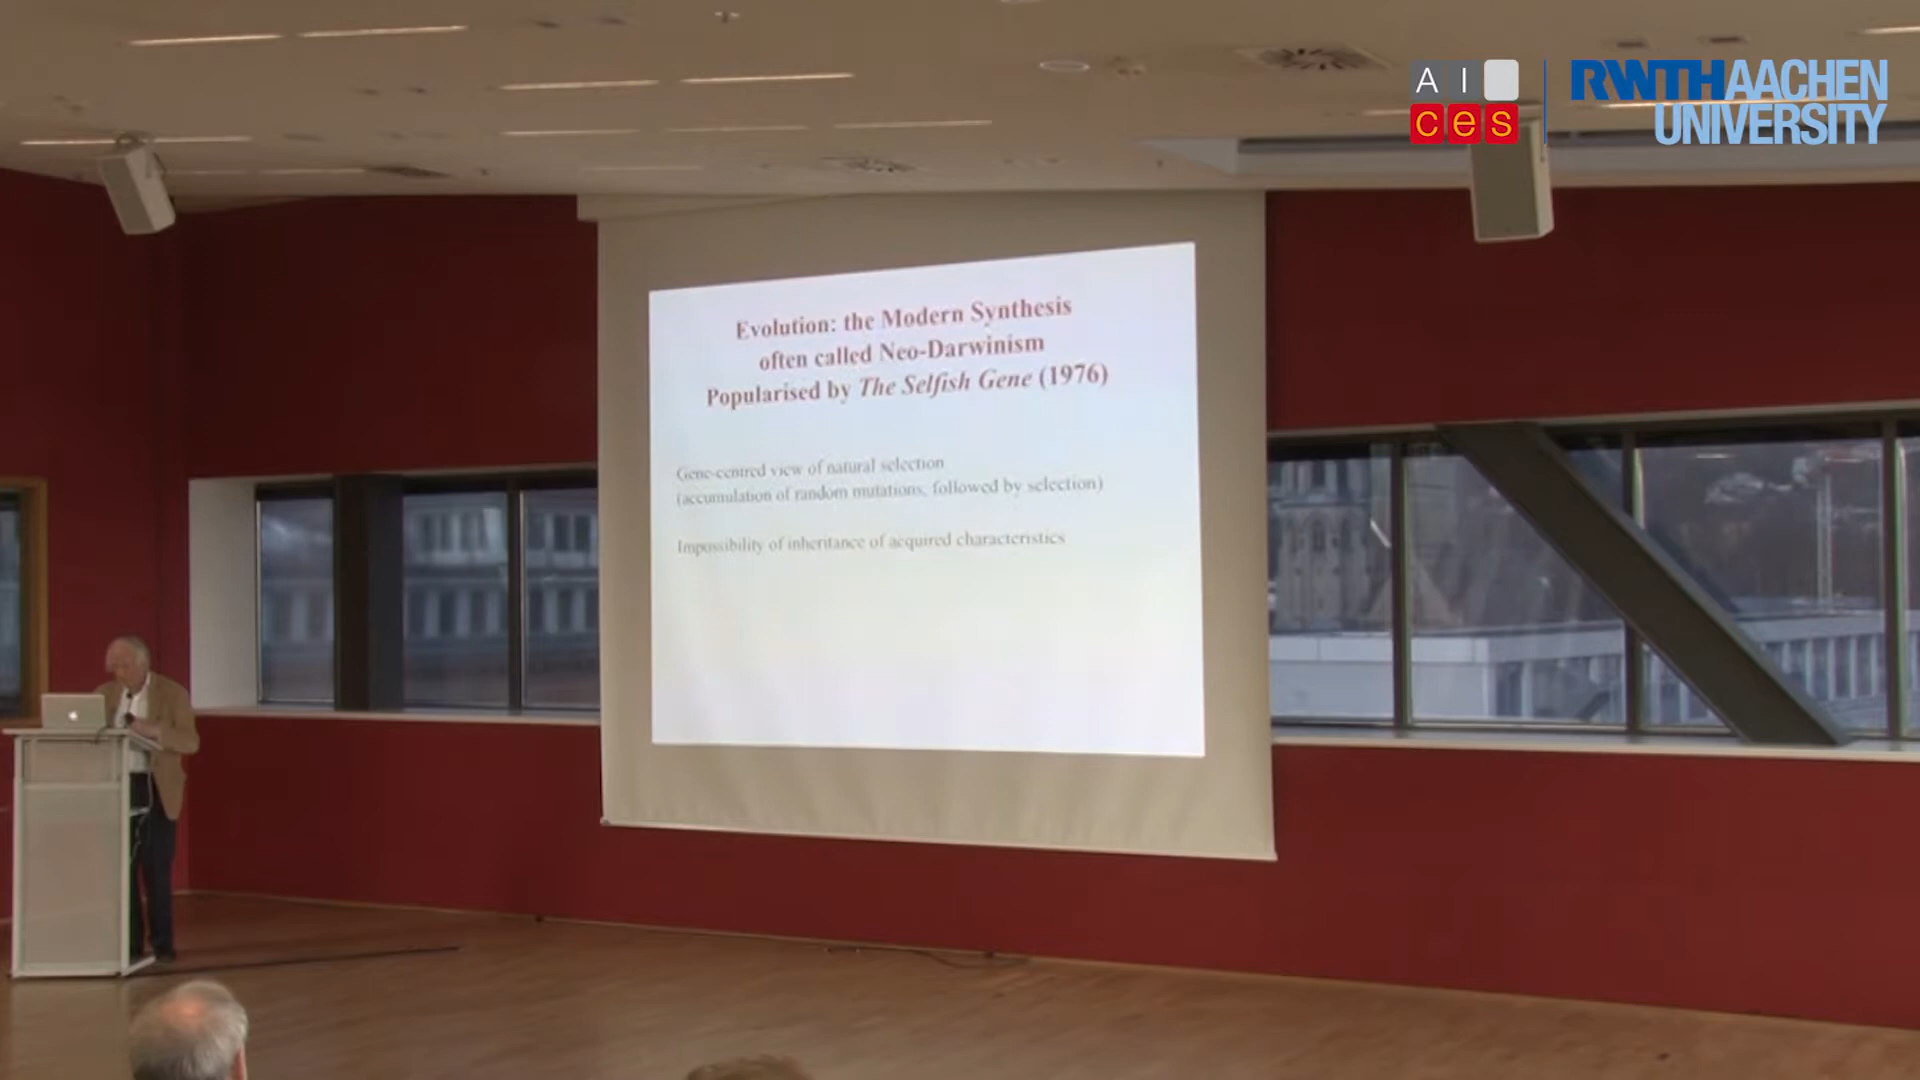 AI
ces
RWTHAACHEN
UNIVERSITY
Evolution: the Modern Synthesis
often called Neo-Darwinism
Popularised by The Selfish Gene (1976)
Gene-centred view of natural selection
(accumulation of random mutations, followed by selection)
Impossibility of inheritance of acquired characteristics